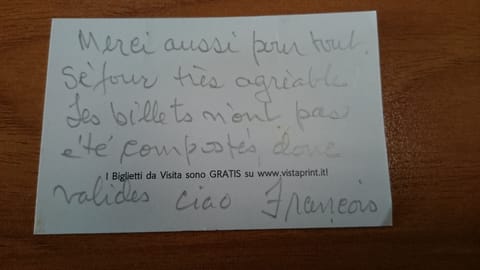 Merci aussi pour tout.
Séjour très agréable
Les billets n'ont pas
été compostés, donc
I Biglietti da Visita sono GRATIS su www.vistaprint.it!
valides ciao François